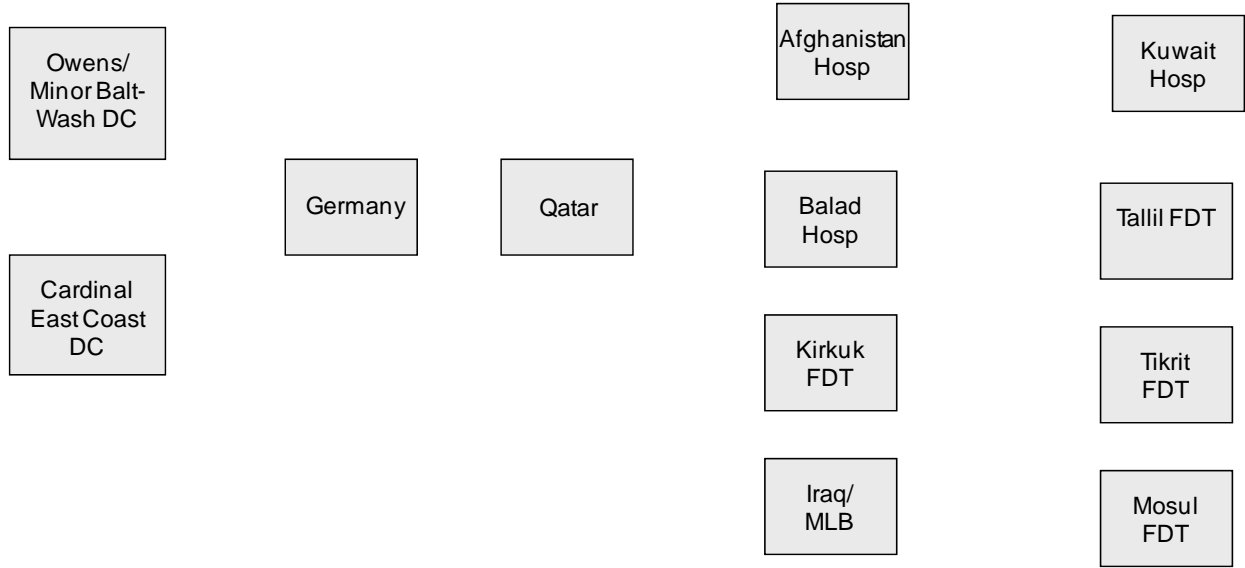 Owens/
Minor Balt-
Wash DC
Cardinal
East Coast
DC
Germany
Qatar
Afghanistan
Hosp
Balad
Hosp
Kirkuk
FDT
Iraq/
MLB
Kuwait
Hosp
Tallil FDT
Tikrit
FDT
Mosul
FDT